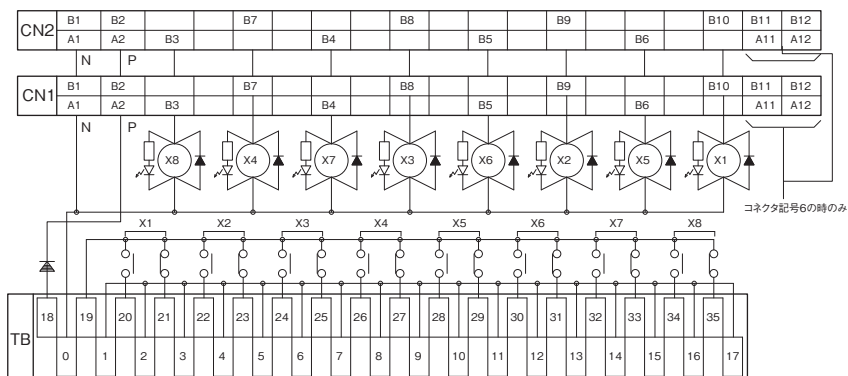 CN2 B1 B2 B7 B8 B9 B10 B11 B12
A1 A2 B3 B4 B5 B6 A11 A12
N P
CN1 B1 B2 B7 B8 B9 B10 B11 B12
A1 A2 B3 B4 B5 B6 A11 A12
N P
X8 X4 X7 X3 X6 X2 X5 X1
コネクタ記号6の時のみ
X1 X2 X3 X4 X5 X6 X7 X8
18 19 20 21 22 23 24 25 26 27 28 29 30 31 32 33 34 35
TB
0 1 2 3 4 5 6 7 8 9 10 11 12 13 14 15 16 17